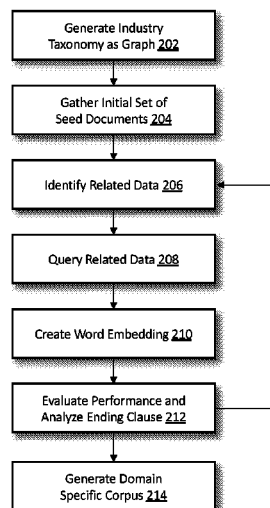 Generate Industry
Taxonomy as Graph 202
Gather Initial Set of
Seed Documents 204
Identify Related Data 206
Query Related Data 208
Create Word Embedding 210
Evaluate Performance and
Analyze Ending Clause 212
Generate Domain
Specific Corpus 214